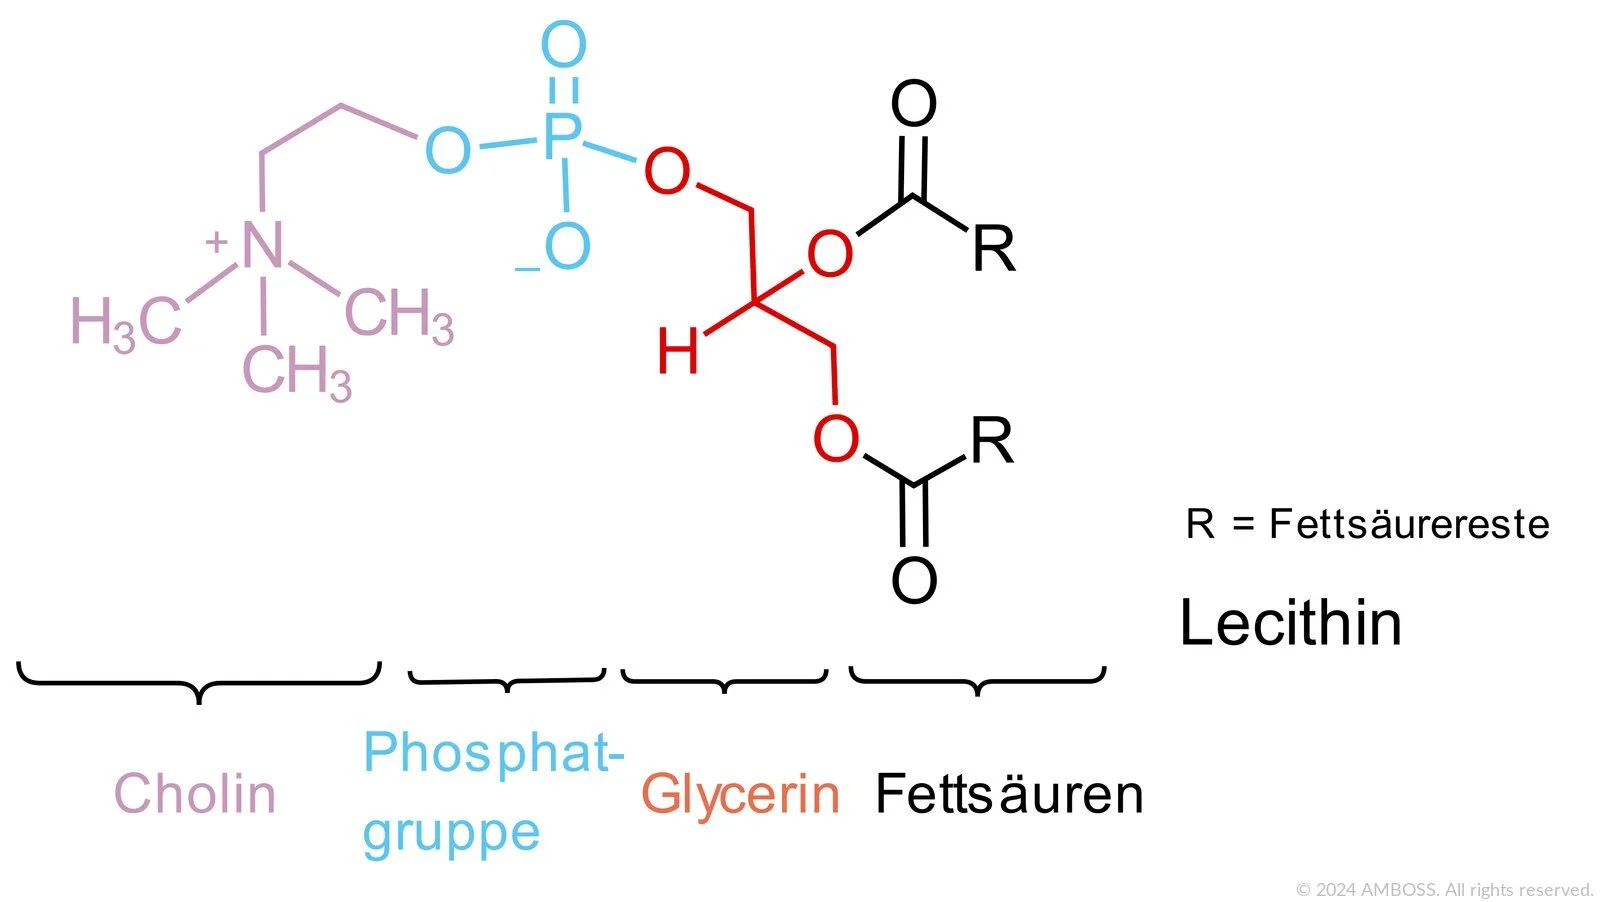 O
O
P
O
O
R
N
+
O
–
O
H3C
CH3
H
CH3
O
R
R = Fettsäurereste
O
Lecithin
Phosphat-
gruppe
Cholin
Glycerin
Fettsäuren
© 2024 AMBOSS. All rights reserved.